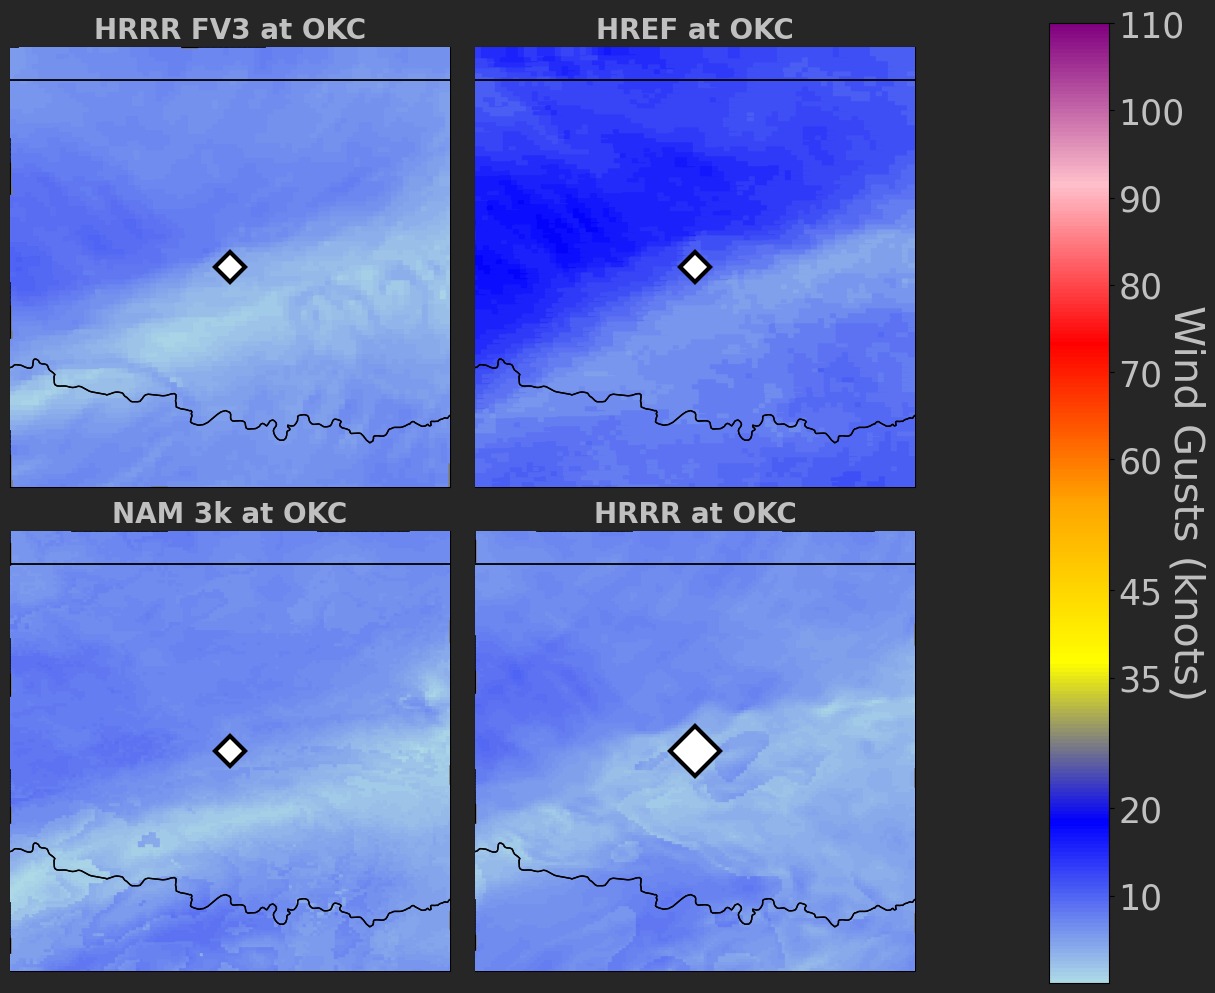 HRRR FV3 at OKC
HREF at OKC
NAM 3k at OKC
HRRR at OKC
110
100
90
80
70
60
45
35
20
10
Wind Gusts (knots)